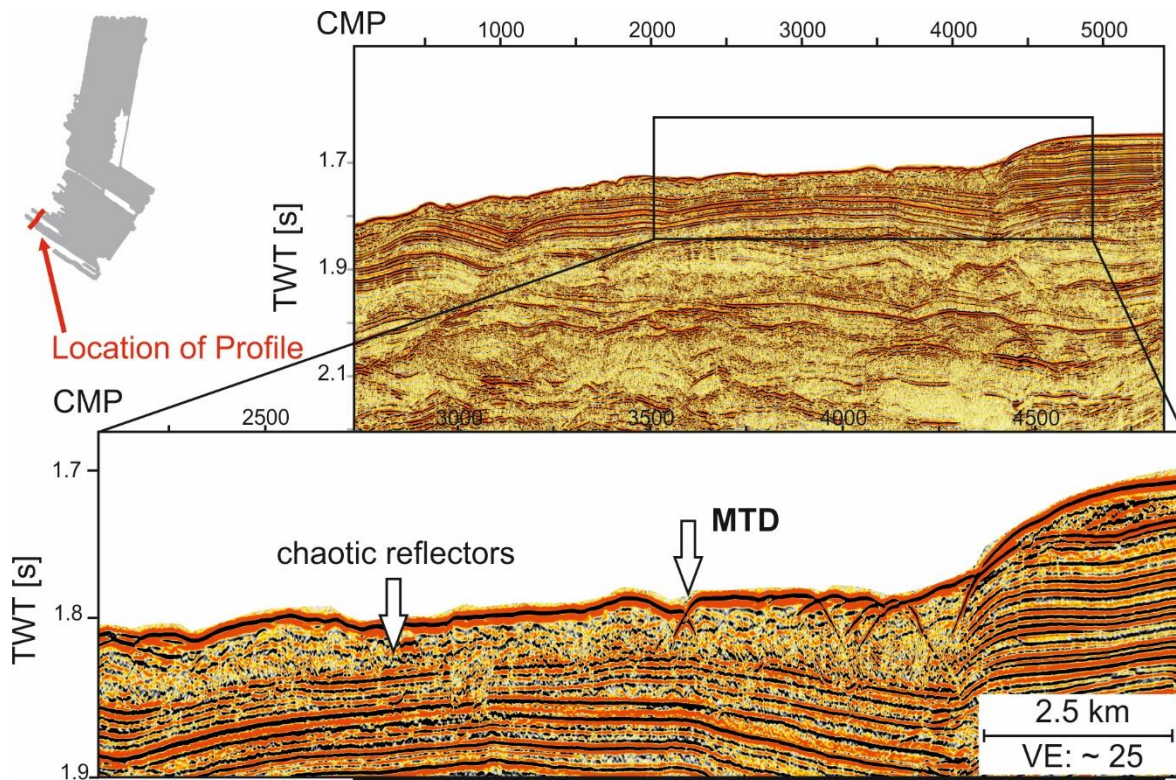 CMP
1000 2000 3000 4000 5000
1.7
TWT [s]
1.9
2.1
Location of Profile
CMP
2500 3000 3500 4000 4500
1.7
MTD
chaotic reflectors
TWT [s]
1.8
2.5 km
VE: ~ 25
1.9